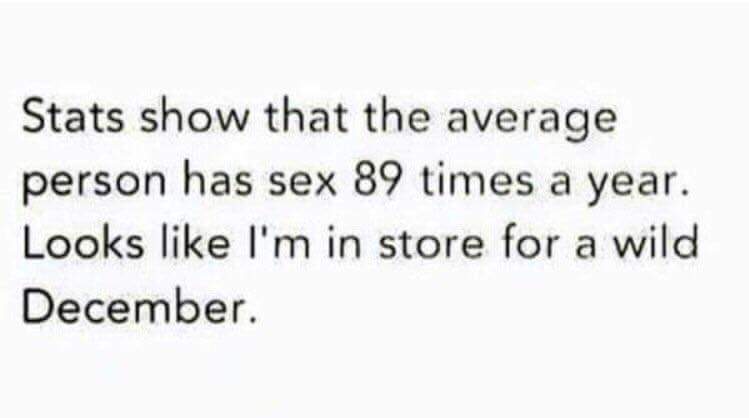 Stats show that the average
person has sex 89 times a year.
Looks like I'm in store for a wild
December.